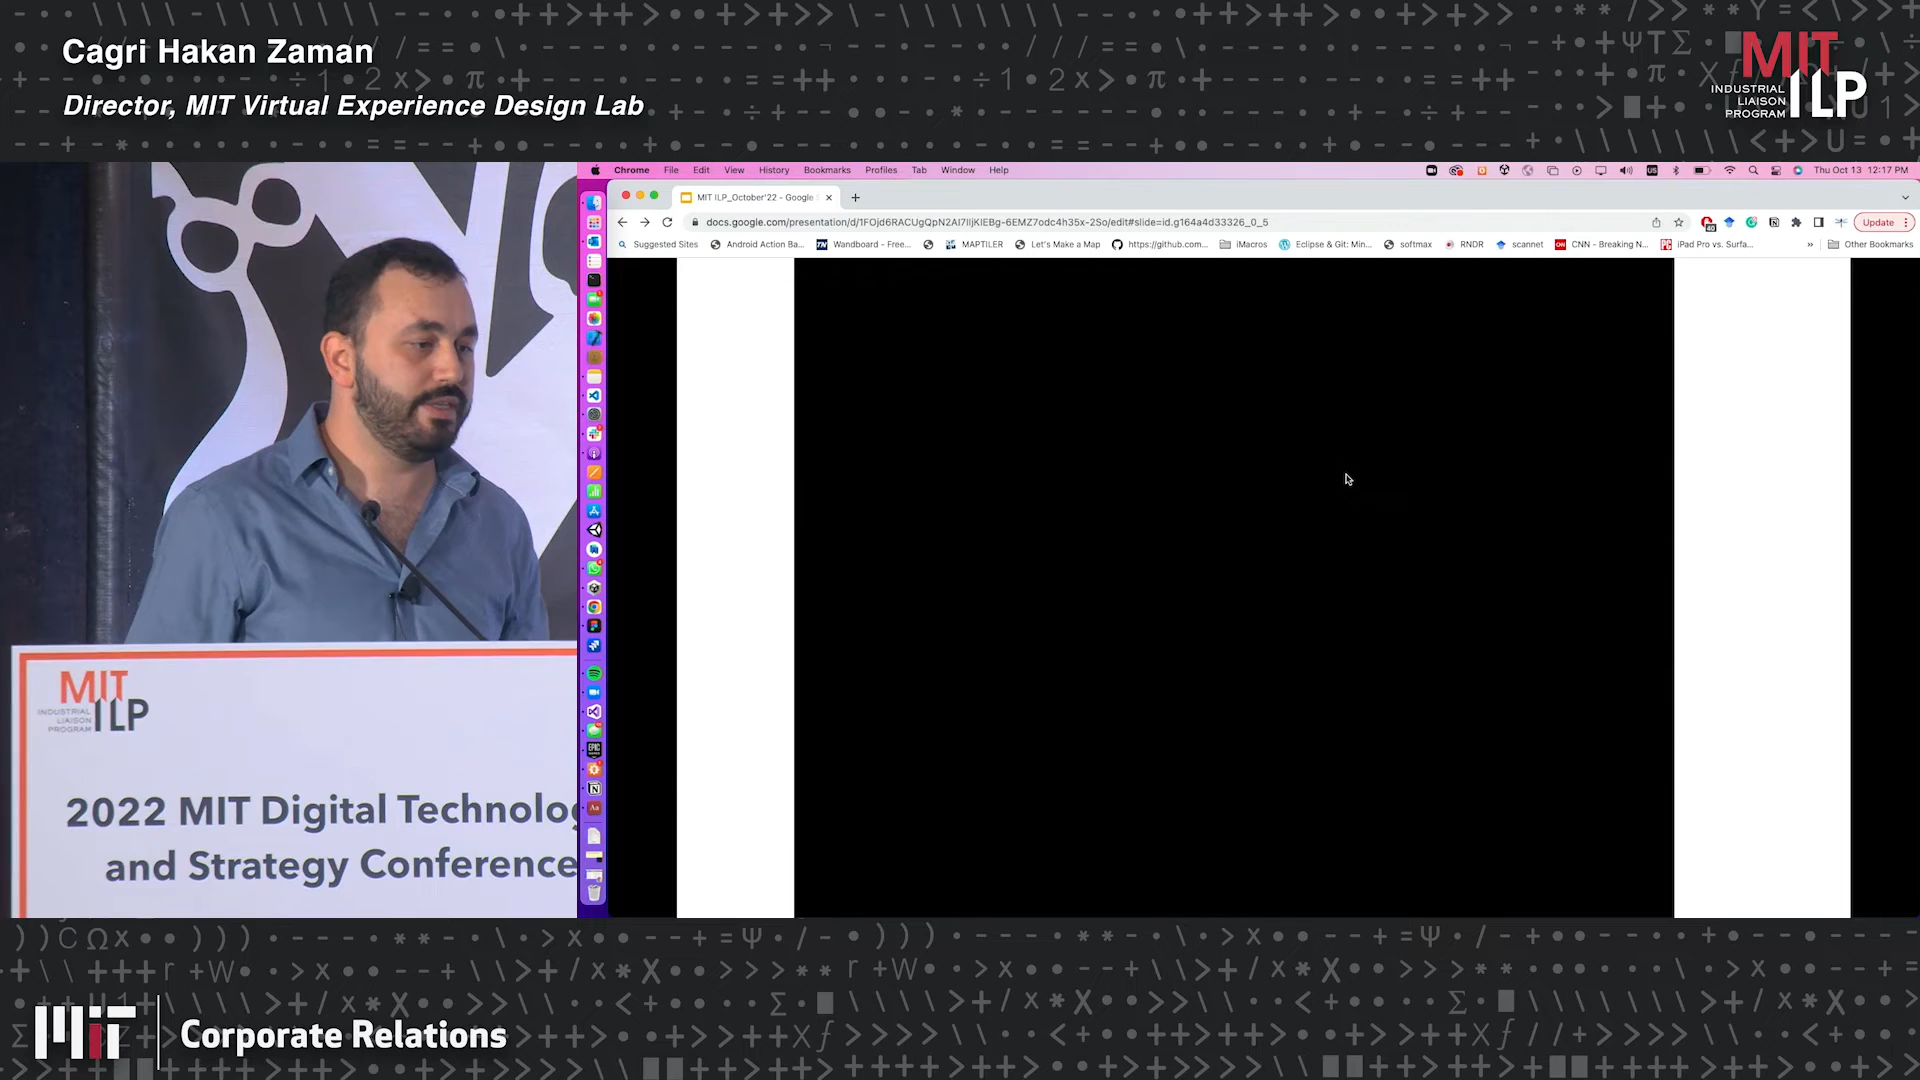 Cagri Hakan Zaman
Director, MIT Virtual Experience Design Lab
MIT
INDUSTRIAL
LIAISON
PROGRAM
ILP
Chrome File Edit View History Bookmarks Profiles Tab Window Help
Thu Oct 13 12:17 PM
MIT ILP_October'22 - Google
docs.google.com/presentation/d/1FOjd6RACUgQpN2AI7IljKIEBg-6EMZ7odc4h35x-2So/edit#slide=id.g164a4d33326_0_5
Update
Suggested Sites Android Action Ba... Wandboard - Free... MAPTILER Let's Make a Map https://github.com... iMacros Eclipse & Git: Min... softmax RNDR scannet CNN - Breaking N... iPad Pro vs. Surfa... » Other Bookmarks
MIT
INDUSTRIAL
LIAISON
PROGRAM
ILP
2022 MIT Digital Technolog
and Strategy Conference
EPIC
MIT
Corporate Relations